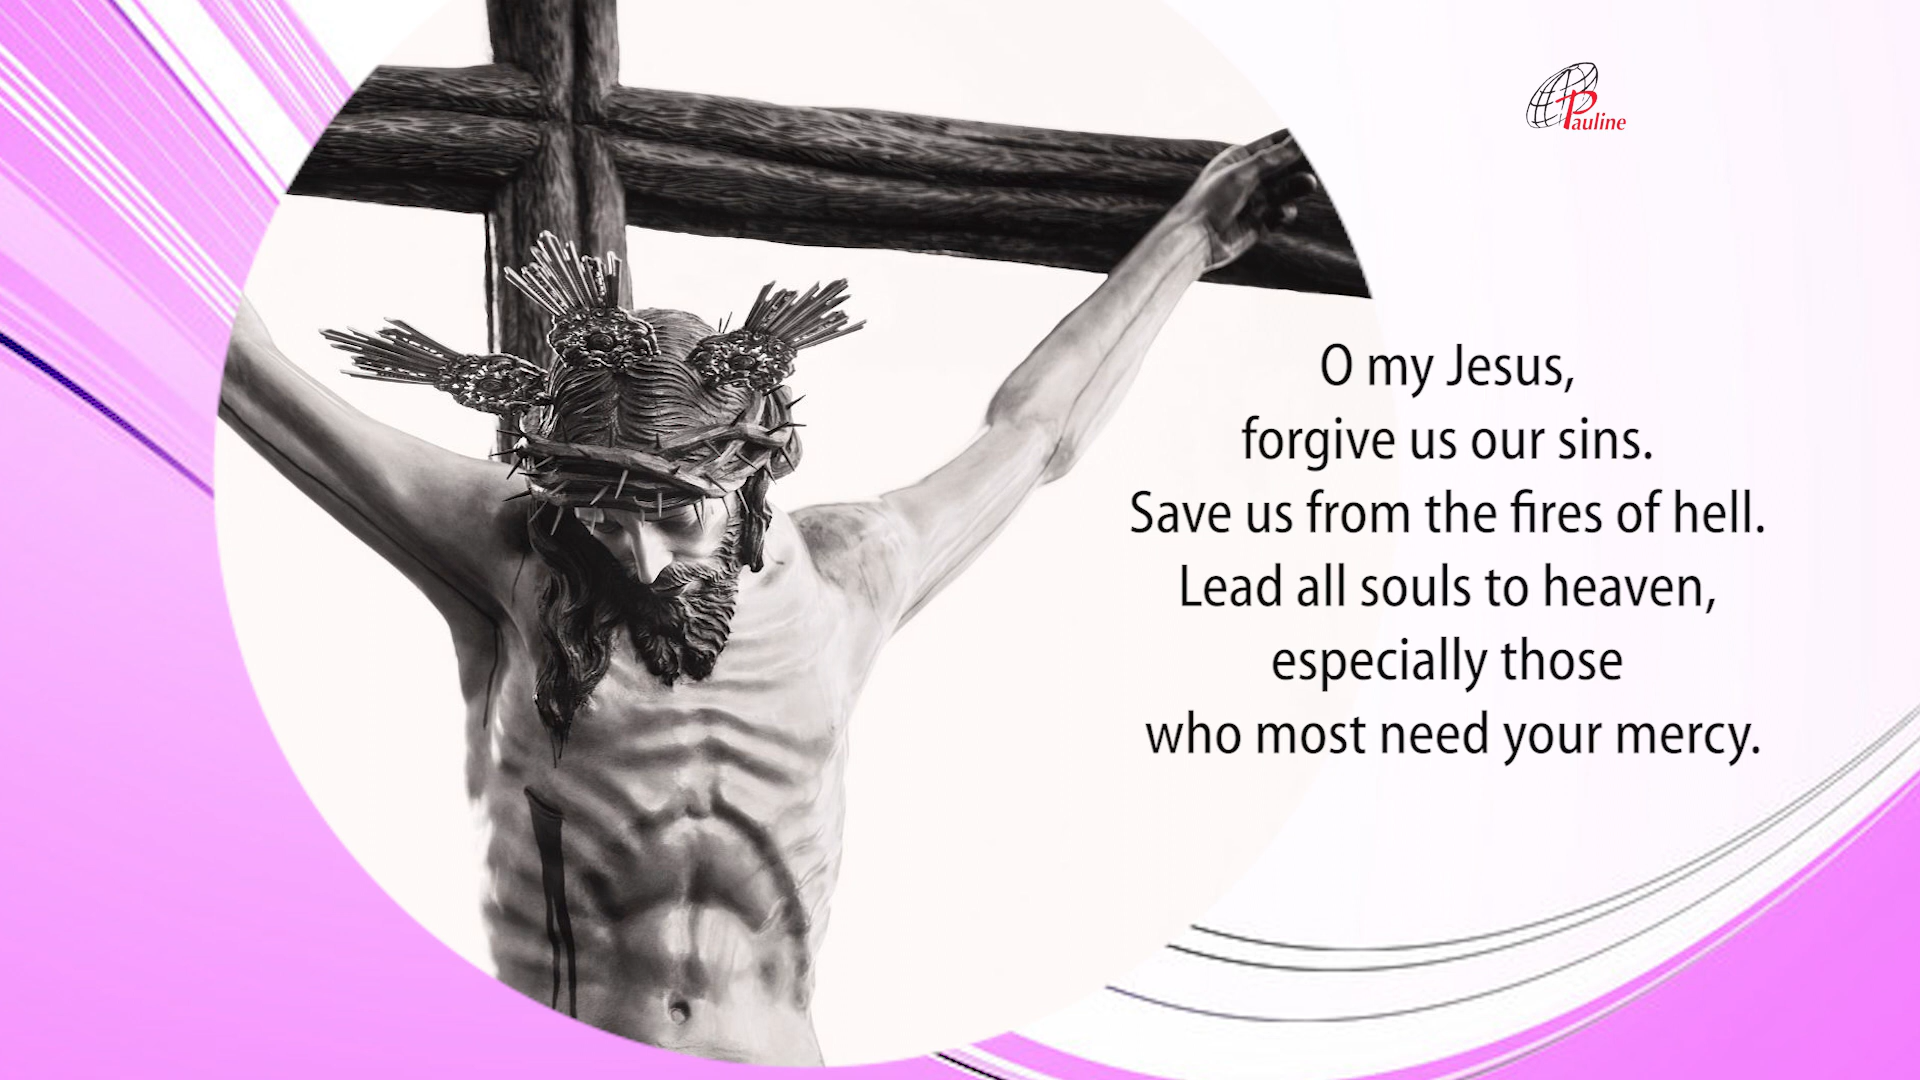 Pauline
O my Jesus,
forgive us our sins.
Save us from the fires of hell.
Lead all souls to heaven,
especially those
who most need your mercy.